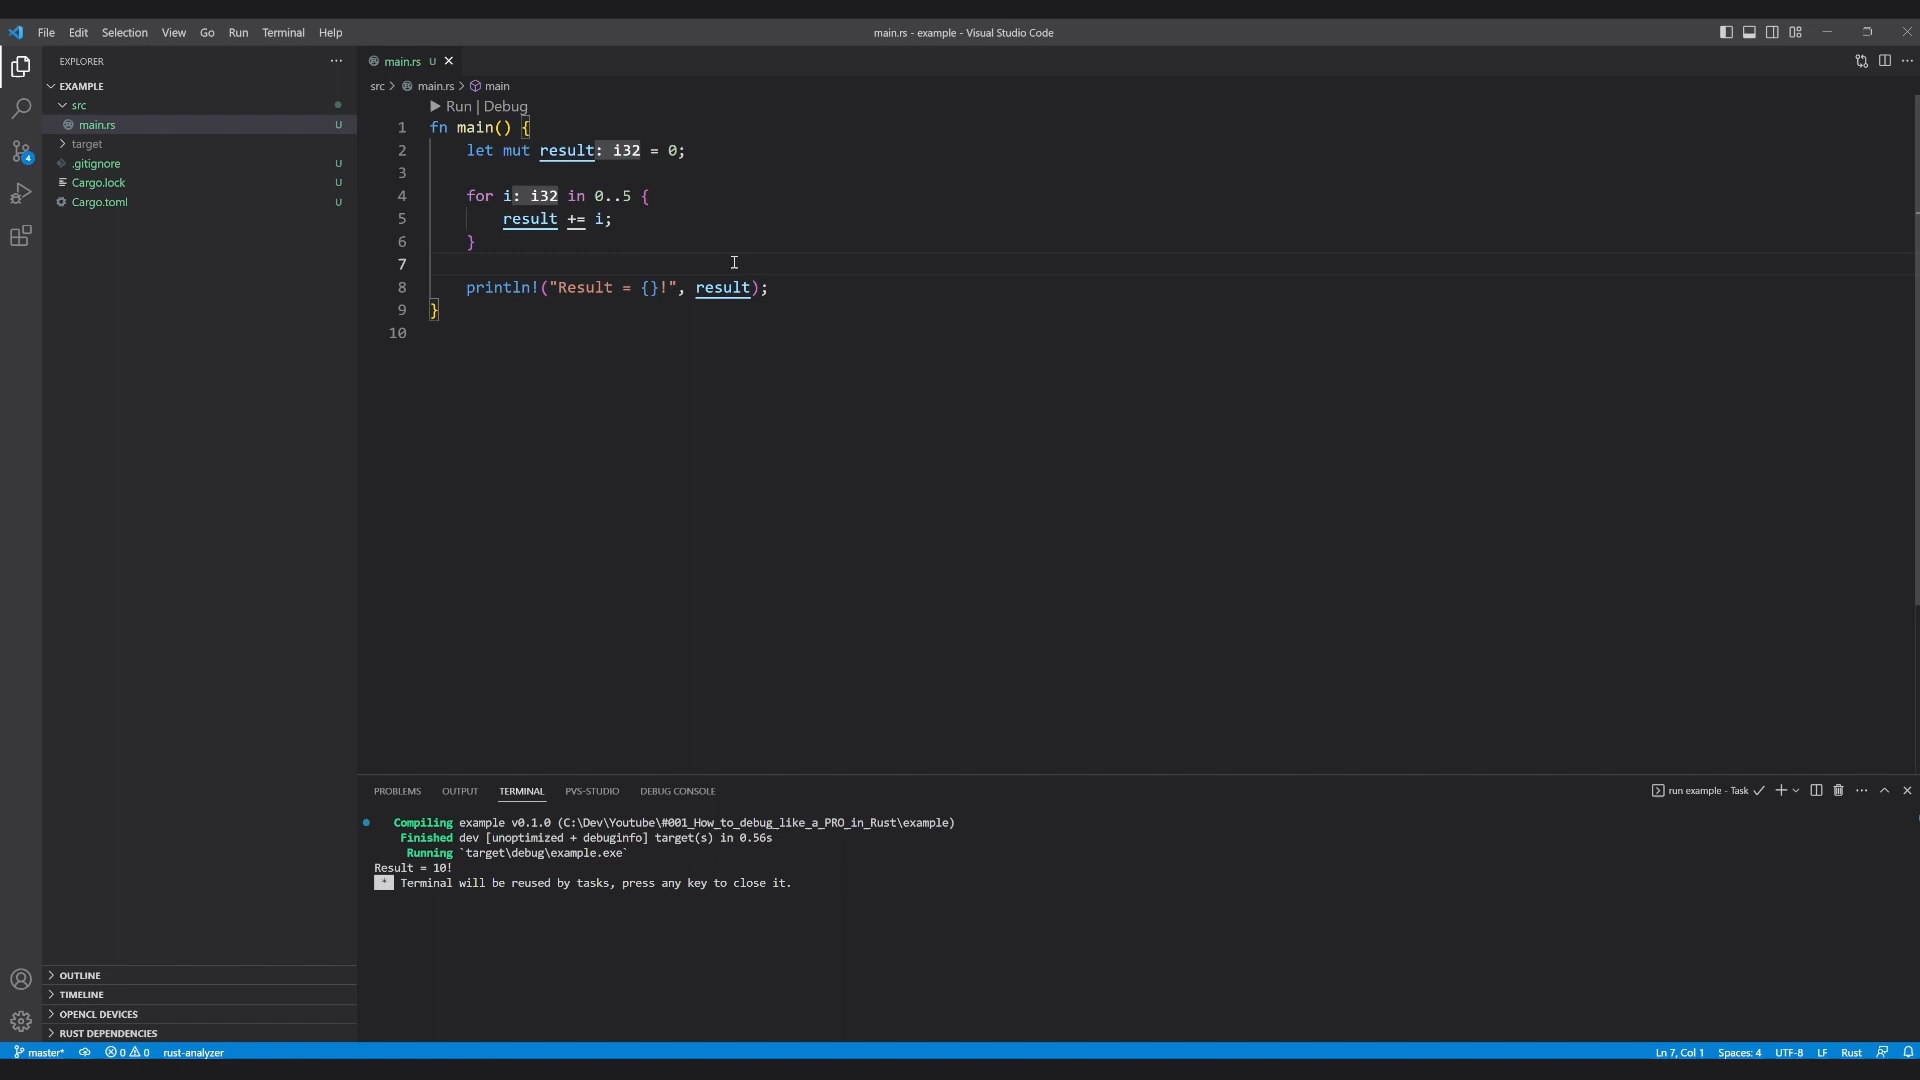 File Edit Selection View Go Run Terminal Help
main.rs - example - Visual Studio Code
EXPLORER
EXAMPLE
src
main.rs U
target
.gitignore U
Cargo.lock U
Cargo.toml U
main.rs U
src > main.rs > main
Run | Debug
1 fn main() {
2 let mut result: i32 = 0;
3
4 for i: i32 in 0..5 {
5 result += i;
6 }
7
8 println!("Result = {}!", result);
9 }
10
PROBLEMS OUTPUT TERMINAL PVS-STUDIO DEBUG CONSOLE
run example - Task
Compiling example v0.1.0 (C:\Dev\Youtube\#001_How_to_debug_like_a_PRO_in_Rust\example)
Finished dev [unoptimized + debuginfo] target(s) in 0.56s
Running `target\debug\example.exe`
Result = 10!
* Terminal will be reused by tasks, press any key to close it.
4
OUTLINE
TIMELINE
OPENCL DEVICES
RUST DEPENDENCIES
master* 0 0 rust-analyzer
Ln 7, Col 1 Spaces: 4 UTF-8 LF Rust